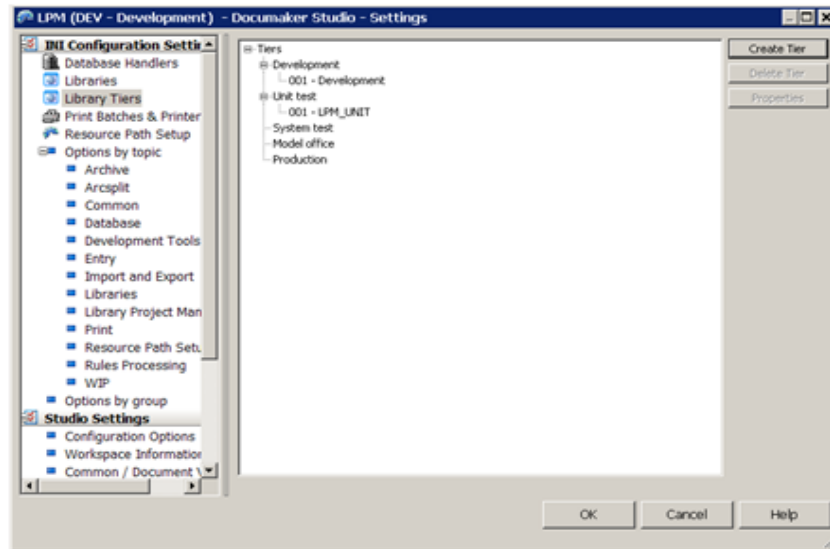 LPM (DEV - Development) - Documaker Studio - Settings
INI Configuration Settin
Database Handlers
Libraries
Library Tiers
Print Batches & Printer
Resource Path Setup
Options by topic
Archive
Arcsplit
Common
Database
Development Tools
Entry
Import and Export
Libraries
Library Project Man
Print
Resource Path Setu
Rules Processing
WIP
Options by group
Studio Settings
Configuration Options
Workspace Information
Common / Document V
Tiers
Development
001 - Development
Unit test
001 - LPM_UNIT
System test
Model office
Production
Create Tier
Delete Tier
Properties
OK
Cancel
Help